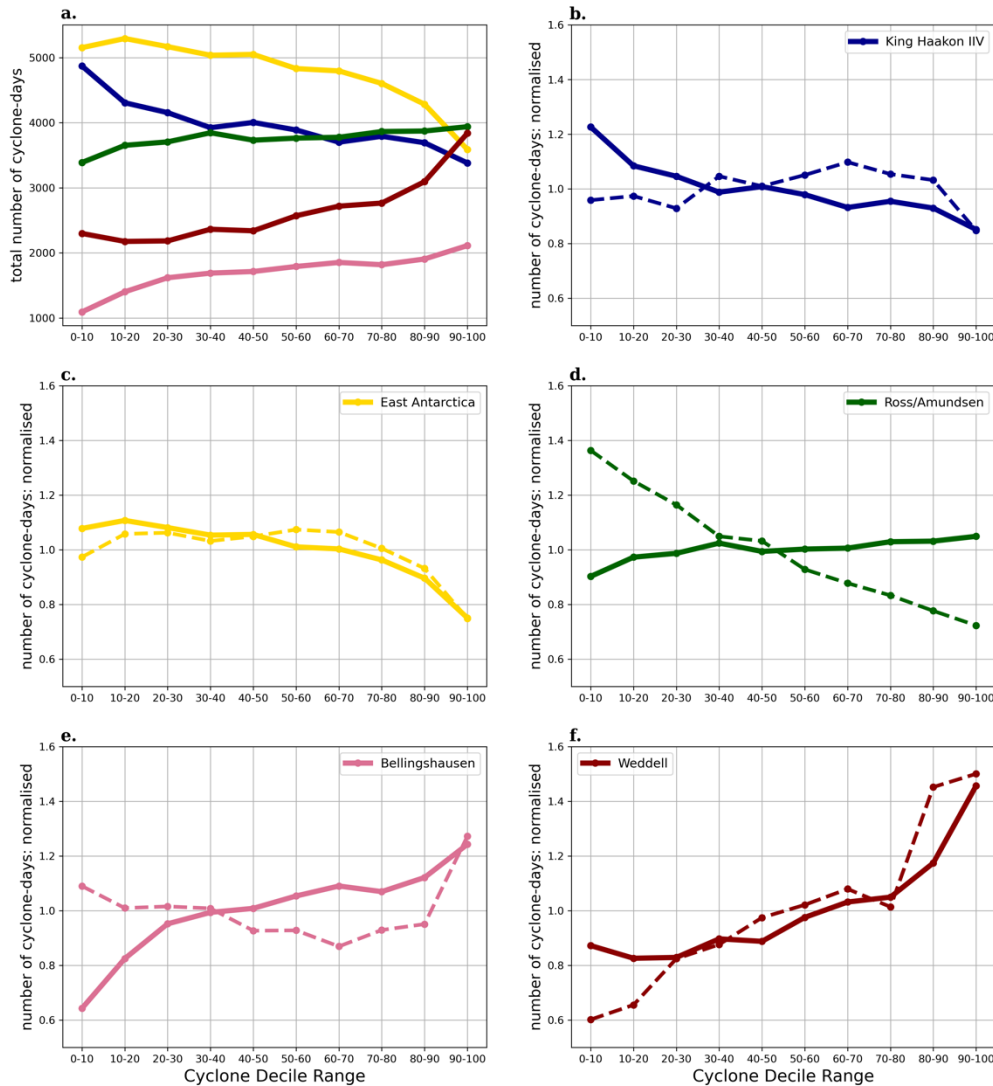 a.
total number of cyclone-days
5000
4000
3000
2000
1000
0-10 10-20 20-30 30-40 40-50 50-60 60-70 70-80 80-90 90-100
b.
number of cyclone-days: normalised
1.6
1.4
1.2
1.0
0.8
0.6
King Haakon IIV
0-10 10-20 20-30 30-40 40-50 50-60 60-70 70-80 80-90 90-100
c.
number of cyclone-days: normalised
1.6
1.4
1.2
1.0
0.8
0.6
East Antarctica
0-10 10-20 20-30 30-40 40-50 50-60 60-70 70-80 80-90 90-100
d.
number of cyclone-days: normalised
1.6
1.4
1.2
1.0
0.8
0.6
Ross/Amundsen
0-10 10-20 20-30 30-40 40-50 50-60 60-70 70-80 80-90 90-100
e.
number of cyclone-days: normalised
1.6
1.4
1.2
1.0
0.8
0.6
Bellingshausen
0-10 10-20 20-30 30-40 40-50 50-60 60-70 70-80 80-90 90-100
Cyclone Decile Range
f.
number of cyclone-days: normalised
1.6
1.4
1.2
1.0
0.8
0.6
Weddell
0-10 10-20 20-30 30-40 40-50 50-60 60-70 70-80 80-90 90-100
Cyclone Decile Range